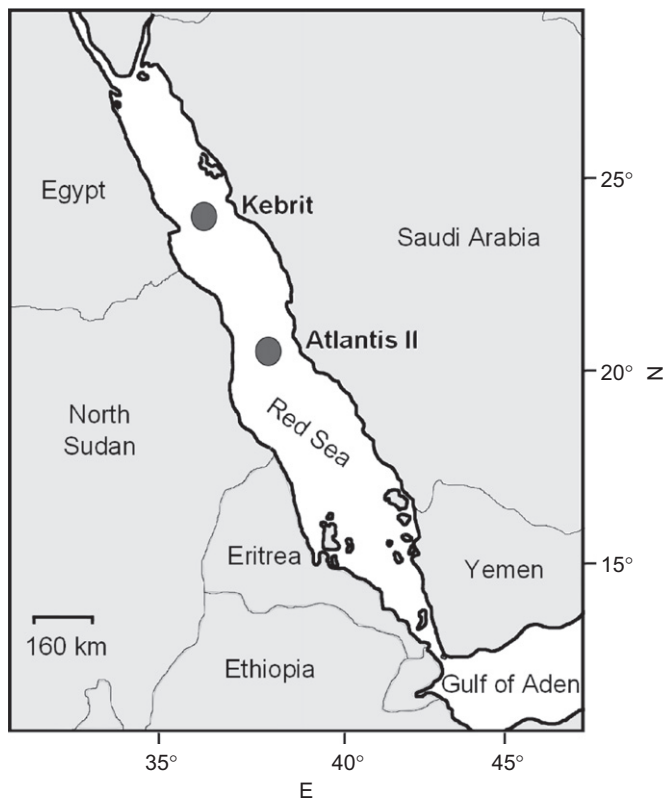 25°
Egypt
Kebrit
Saudi Arabia
Atlantis II
20°
N
North
Sudan
Red Sea
Eritrea
Yemen
15°
160 km
Ethiopia
Gulf of Aden
35°
40°
45°
E